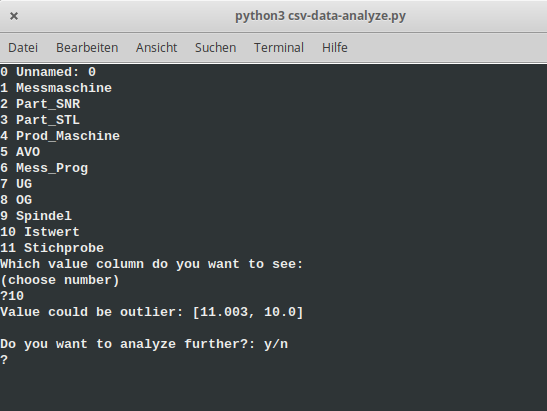 python3 csv-data-analyze.py
Datei Bearbeiten Ansicht Suchen Terminal Hilfe
0 Unnamed: 0
1 Messmaschine
2 Part_SNR
3 Part_STL
4 Prod_Maschine
5 AVO
6 Mess_Prog
7 UG
8 OG
9 Spindel
10 Istwert
11 Stichprobe
Which value column do you want to see:
(choose number)
?10
Value could be outlier: [11.003, 10.0]
Do you want to analyze further?: y/n
?